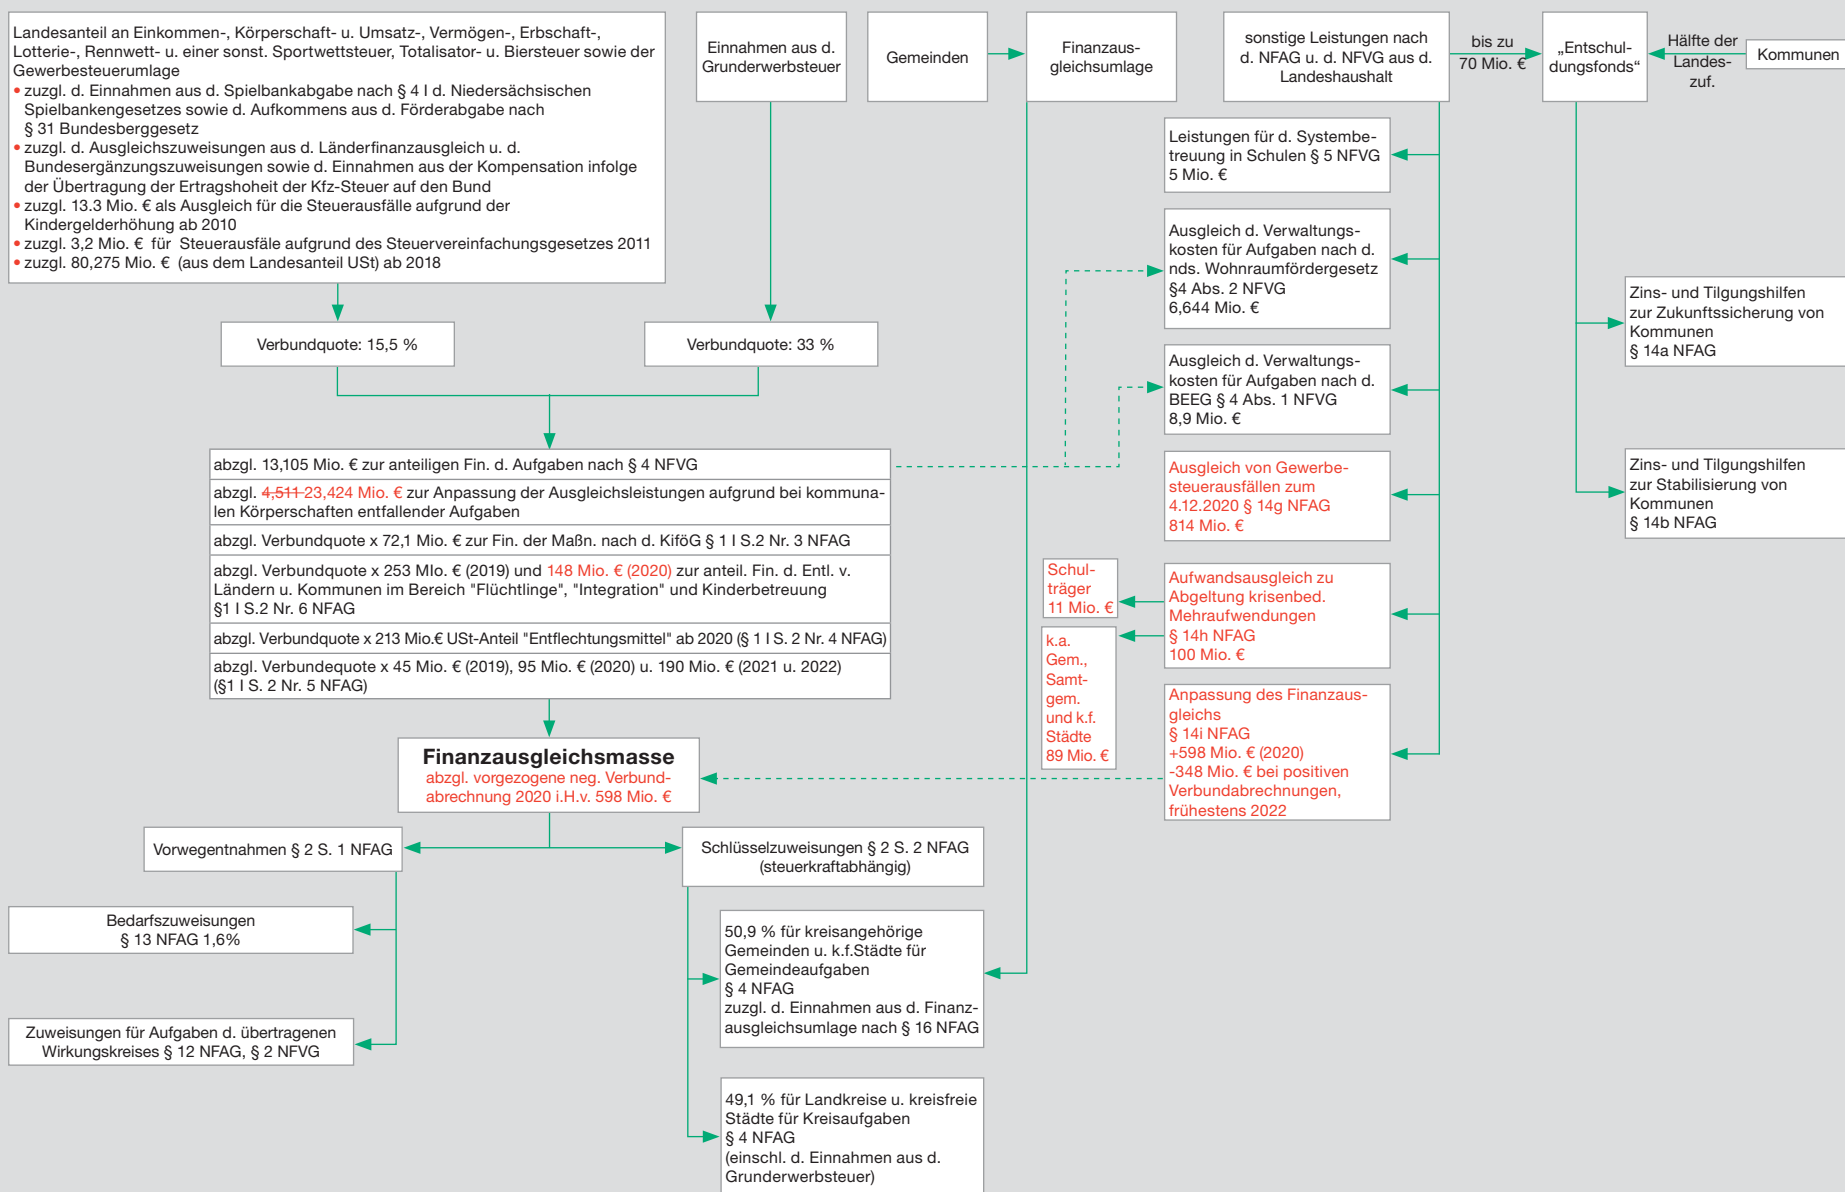 Landesanteil an Einkommen-, Körperschaft- u. Umsatz-, Vermögen-, Erbschaft-,
Lotterie-, Rennwett- u. einer sonst. Sportwettsteuer, Totalisator- u. Biersteuer sowie der
Gewerbesteuerumlage
• zuzgl. d. Einnahmen aus d. Spielbankabgabe nach § 4 I d. Niedersächsischen
Spielbankengesetzes sowie d. Aufkommens aus d. Förderabgabe nach
§ 31 Bundesberggesetz
• zuzgl. d. Ausgleichszuweisungen aus d. Länderfinanzausgleich u. d.
Bundesergänzungszuweisungen sowie d. Einnahmen aus der Kompensation infolge
der Übertragung der Ertragshoheit der Kfz-Steuer auf den Bund
• zuzgl. 13.3 Mio. € als Ausgleich für die Steuerausfälle aufgrund der
Kindergelderhöhung ab 2010
• zuzgl. 3,2 Mio. € für Steuerausfäle aufgrund des Steuervereinfachungsgesetzes 2011
• zuzgl. 80,275 Mio. € (aus dem Landesanteil USt) ab 2018
Einnahmen aus d.
Grunderwerbsteuer
Gemeinden
Finanzaus-
gleichsumlage
sonstige Leistungen nach
d. NFAG u. d. NFVG aus d.
Landeshaushalt
bis zu
70 Mio. €
„Entschul-
dungsfonds“
Hälfte der
Landes-
zuf.
Kommunen
Verbundquote: 15,5 %
Verbundquote: 33 %
abzgl. 13,105 Mio. € zur anteiligen Fin. d. Aufgaben nach § 4 NFVG
abzgl. 4,511 23,424 Mio. € zur Anpassung der Ausgleichsleistungen aufgrund bei kommuna-
len Körperschaften entfallender Aufgaben
abzgl. Verbundquote x 72,1 Mio. € zur Fin. der Maßn. nach d. KiföG § 1 I S.2 Nr. 3 NFAG
abzgl. Verbundquote x 253 MIo. € (2019) und 148 Mio. € (2020) zur anteil. Fin. d. Entl. v.
Ländern u. Kommunen im Bereich "Flüchtlinge", "Integration" und Kinderbetreuung
§1 I S.2 Nr. 6 NFAG
abzgl. Verbundquote x 213 Mio.€ USt-Anteil "Entflechtungsmittel" ab 2020 (§ 1 I S. 2 Nr. 4 NFAG)
abzgl. Verbundequote x 45 Mio. € (2019), 95 Mio. € (2020) u. 190 Mio. € (2021 u. 2022)
(§1 I S. 2 Nr. 5 NFAG)
Finanzausgleichsmasse
abzgl. vorgezogene neg. Verbund-
abrechnung 2020 i.H.v. 598 Mio. €
Vorwegentnahmen § 2 S. 1 NFAG
Schlüsselzuweisungen § 2 S. 2 NFAG
(steuerkraftabhängig)
Bedarfszuweisungen
§ 13 NFAG 1,6%
Zuweisungen für Aufgaben d. übertragenen
Wirkungskreises § 12 NFAG, § 2 NFVG
50,9 % für kreisangehörige
Gemeinden u. k.f.Städte für
Gemeindeaufgaben
§ 4 NFAG
zuzgl. d. Einnahmen aus d. Finanz-
ausgleichsumlage nach § 16 NFAG
49,1 % für Landkreise u. kreisfreie
Städte für Kreisaufgaben
§ 4 NFAG
(einschl. d. Einnahmen aus d.
Grunderwerbsteuer)
Leistungen für d. Systembe-
treuung in Schulen § 5 NFVG
5 Mio. €
Ausgleich d. Verwaltungs-
kosten für Aufgaben nach d.
nds. Wohnraumfördergesetz
§4 Abs. 2 NFVG
6,644 Mio. €
Ausgleich d. Verwaltungs-
kosten für Aufgaben nach d.
BEEG § 4 Abs. 1 NFVG
8,9 Mio. €
Ausgleich von Gewerbe-
steuerausfällen zum
4.12.2020 § 14g NFAG
814 Mio. €
Aufwandsausgleich zu
Abgeltung krisenbed.
Mehraufwendungen
§ 14h NFAG
100 Mio. €
Schul-
träger
11 Mio. €
k.a.
Gem.,
Samt-
gem.
und k.f.
Städte
89 Mio. €
Anpassung des Finanzaus-
gleichs
§ 14i NFAG
+598 Mio. € (2020)
-348 Mio. € bei positiven
Verbundabrechnungen,
frühestens 2022
Zins- und Tilgungshilfen
zur Zukunftssicherung von
Kommunen
§ 14a NFAG
Zins- und Tilgungshilfen
zur Stabilisierung von
Kommunen
§ 14b NFAG